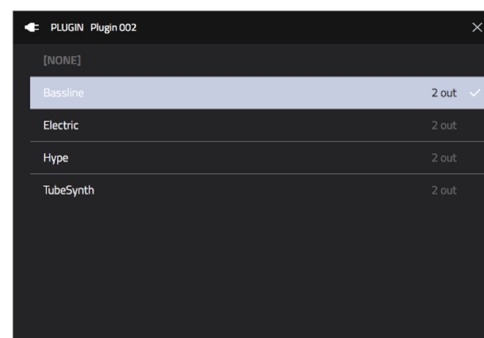 PLUGIN Plugin 002
[NONE]
Bassline 2 out
Electric 2 out
Hype 2 out
TubeSynth 2 out